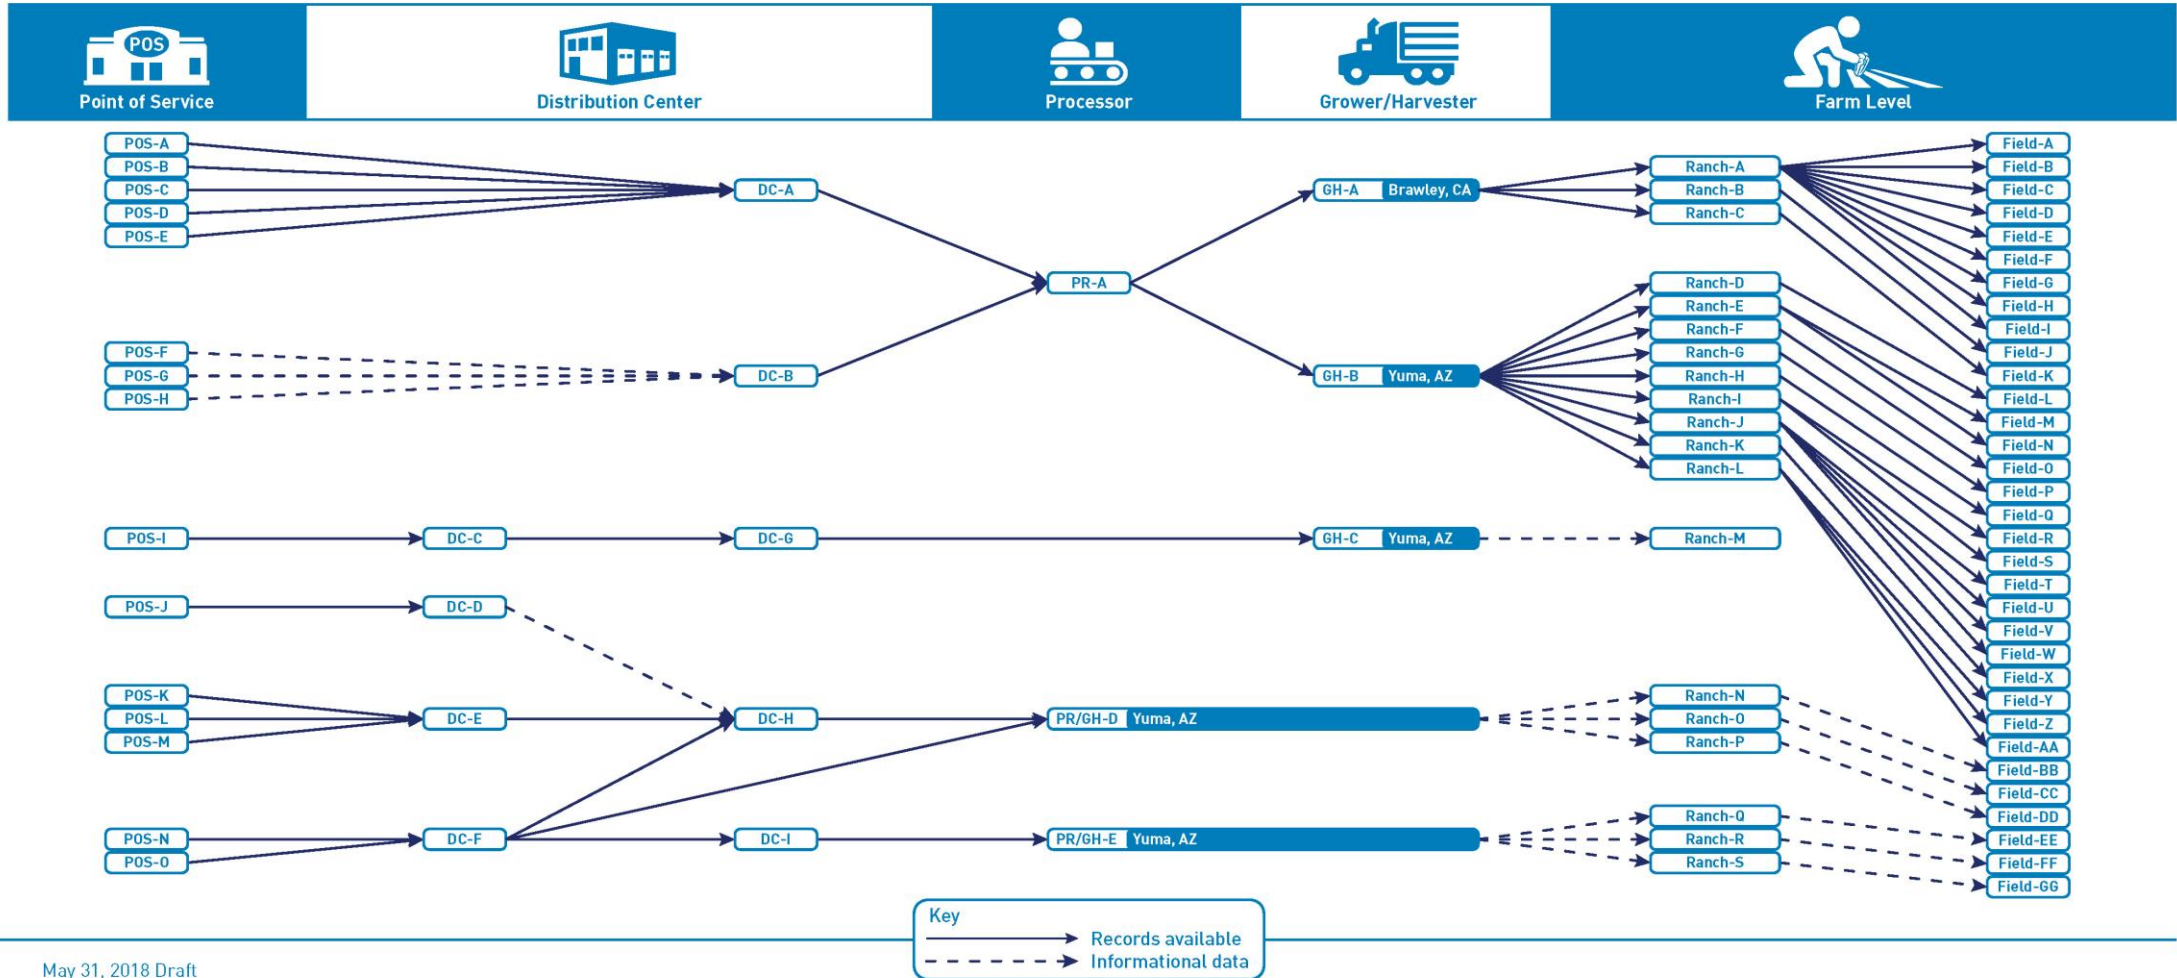 POS
Point of Service
Distribution Center
Processor
Grower/Harvester
Farm Level
POS-A
POS-B
POS-C
POS-D
POS-E
POS-F
POS-G
POS-H
POS-I
POS-J
POS-K
POS-L
POS-M
POS-N
POS-O
DC-C
DC-D
DC-E
DC-F
DC-A
DC-B
DC-G
DC-H
DC-I
PR-A
GH-A Brawley, CA
GH-B Yuma, AZ
GH-C Yuma, AZ
PR/GH-D Yuma, AZ
PR/GH-E Yuma, AZ
Ranch-A
Ranch-B
Ranch-C
Ranch-D
Ranch-E
Ranch-F
Ranch-G
Ranch-H
Ranch-I
Ranch-J
Ranch-K
Ranch-L
Ranch-M
Ranch-N
Ranch-O
Ranch-P
Ranch-Q
Ranch-R
Ranch-S
Field-A
Field-B
Field-C
Field-D
Field-E
Field-F
Field-G
Field-H
Field-I
Field-J
Field-K
Field-L
Field-M
Field-N
Field-O
Field-P
Field-Q
Field-R
Field-S
Field-T
Field-U
Field-V
Field-W
Field-X
Field-Y
Field-Z
Field-AA
Field-BB
Field-CC
Field-DD
Field-EE
Field-FF
Field-GG
Key
Records available
Informational data
May 31, 2018 Draft